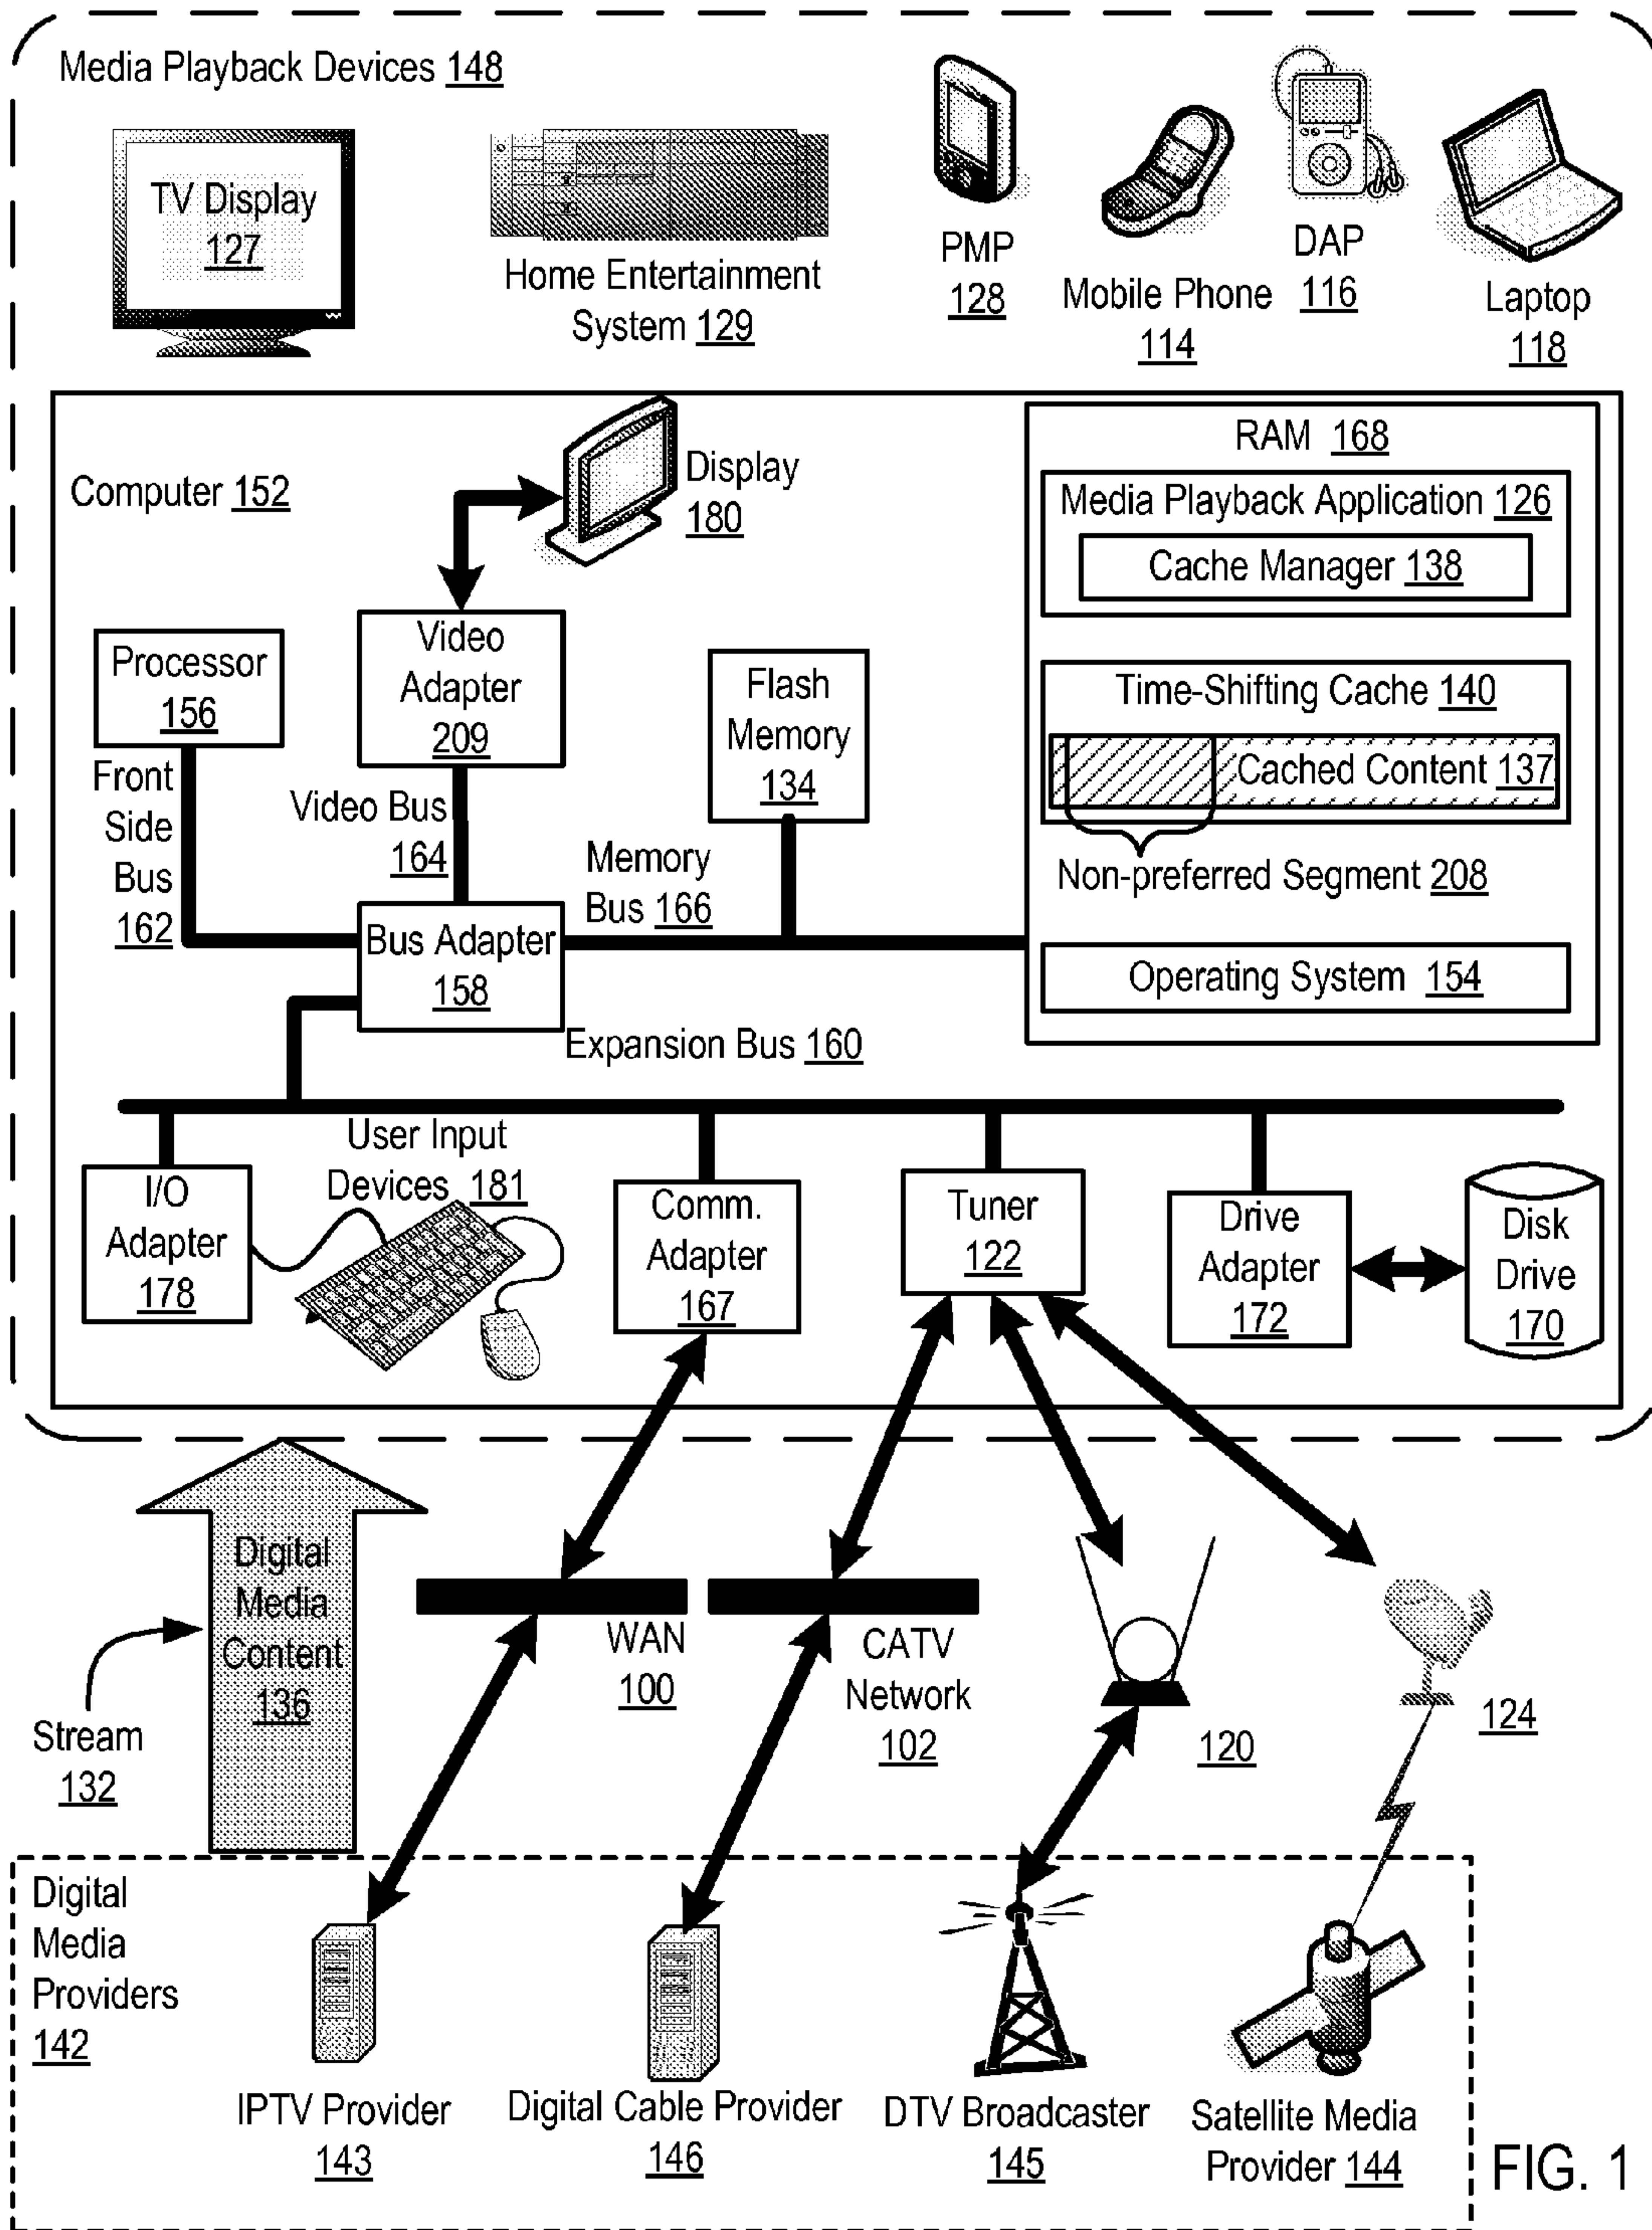 Media Playback Devices 148
TV Display
127
Home Entertainment
System 129
PMP
128
Mobile Phone
114
DAP
116
Laptop
118
Computer 152
Display
180
RAM 168
Media Playback Application 126
Cache Manager 138
Processor
156
Video
Adapter
209
Flash
Memory
134
Time-Shifting Cache 140
Cached Content 137
Non-preferred Segment 208
Front
Side
Bus
162
Video Bus
164
Memory
Bus 166
Bus Adapter
158
Operating System 154
Expansion Bus 160
I/O
Adapter
178
User Input
Devices 181
Comm.
Adapter
167
Tuner
122
Drive
Adapter
172
Disk
Drive
170
Digital
Media
Content
136
Stream
132
WAN
100
CATV
Network
102
120
124
Digital
Media
Providers
142
IPTV Provider
143
Digital Cable Provider
146
DTV Broadcaster
145
Satellite Media
Provider 144
FIG. 1